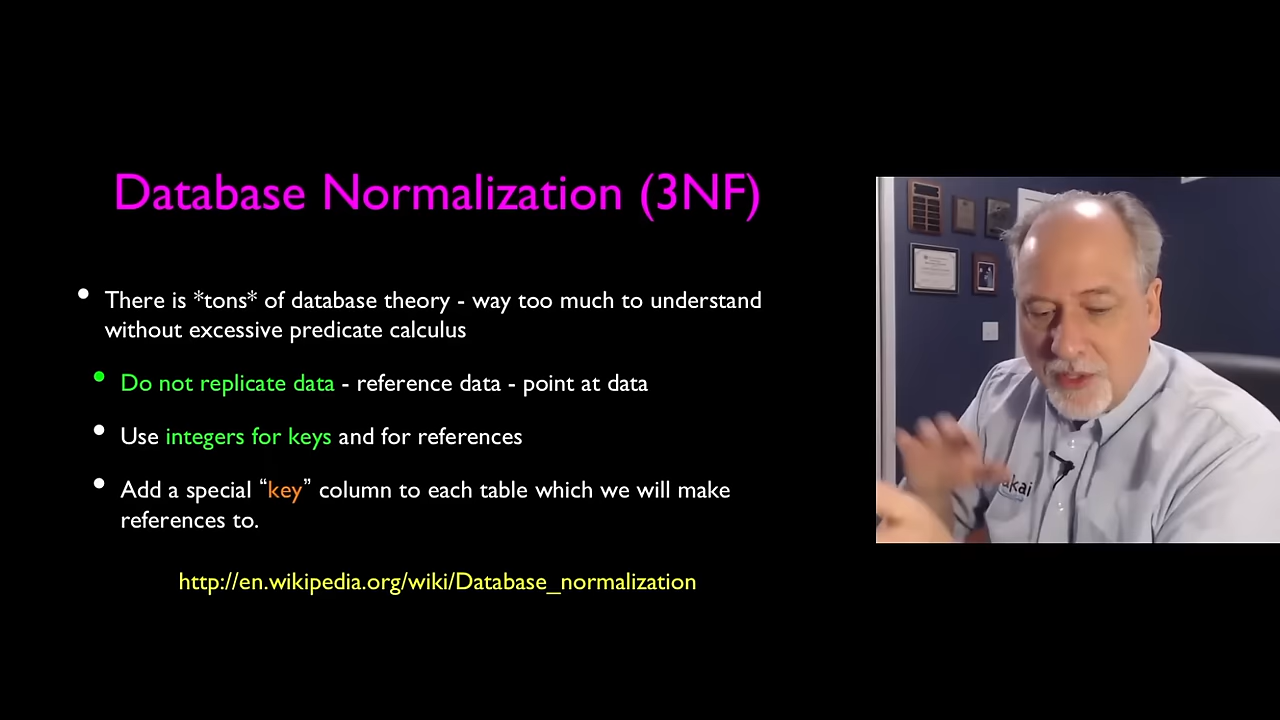 Database Normalization (3NF)
• There is *tons* of database theory - way too much to understand
without excessive predicate calculus
• Do not replicate data - reference data - point at data
• Use integers for keys and for references
• Add a special “key” column to each table which we will make
references to.
http://en.wikipedia.org/wiki/Database_normalization